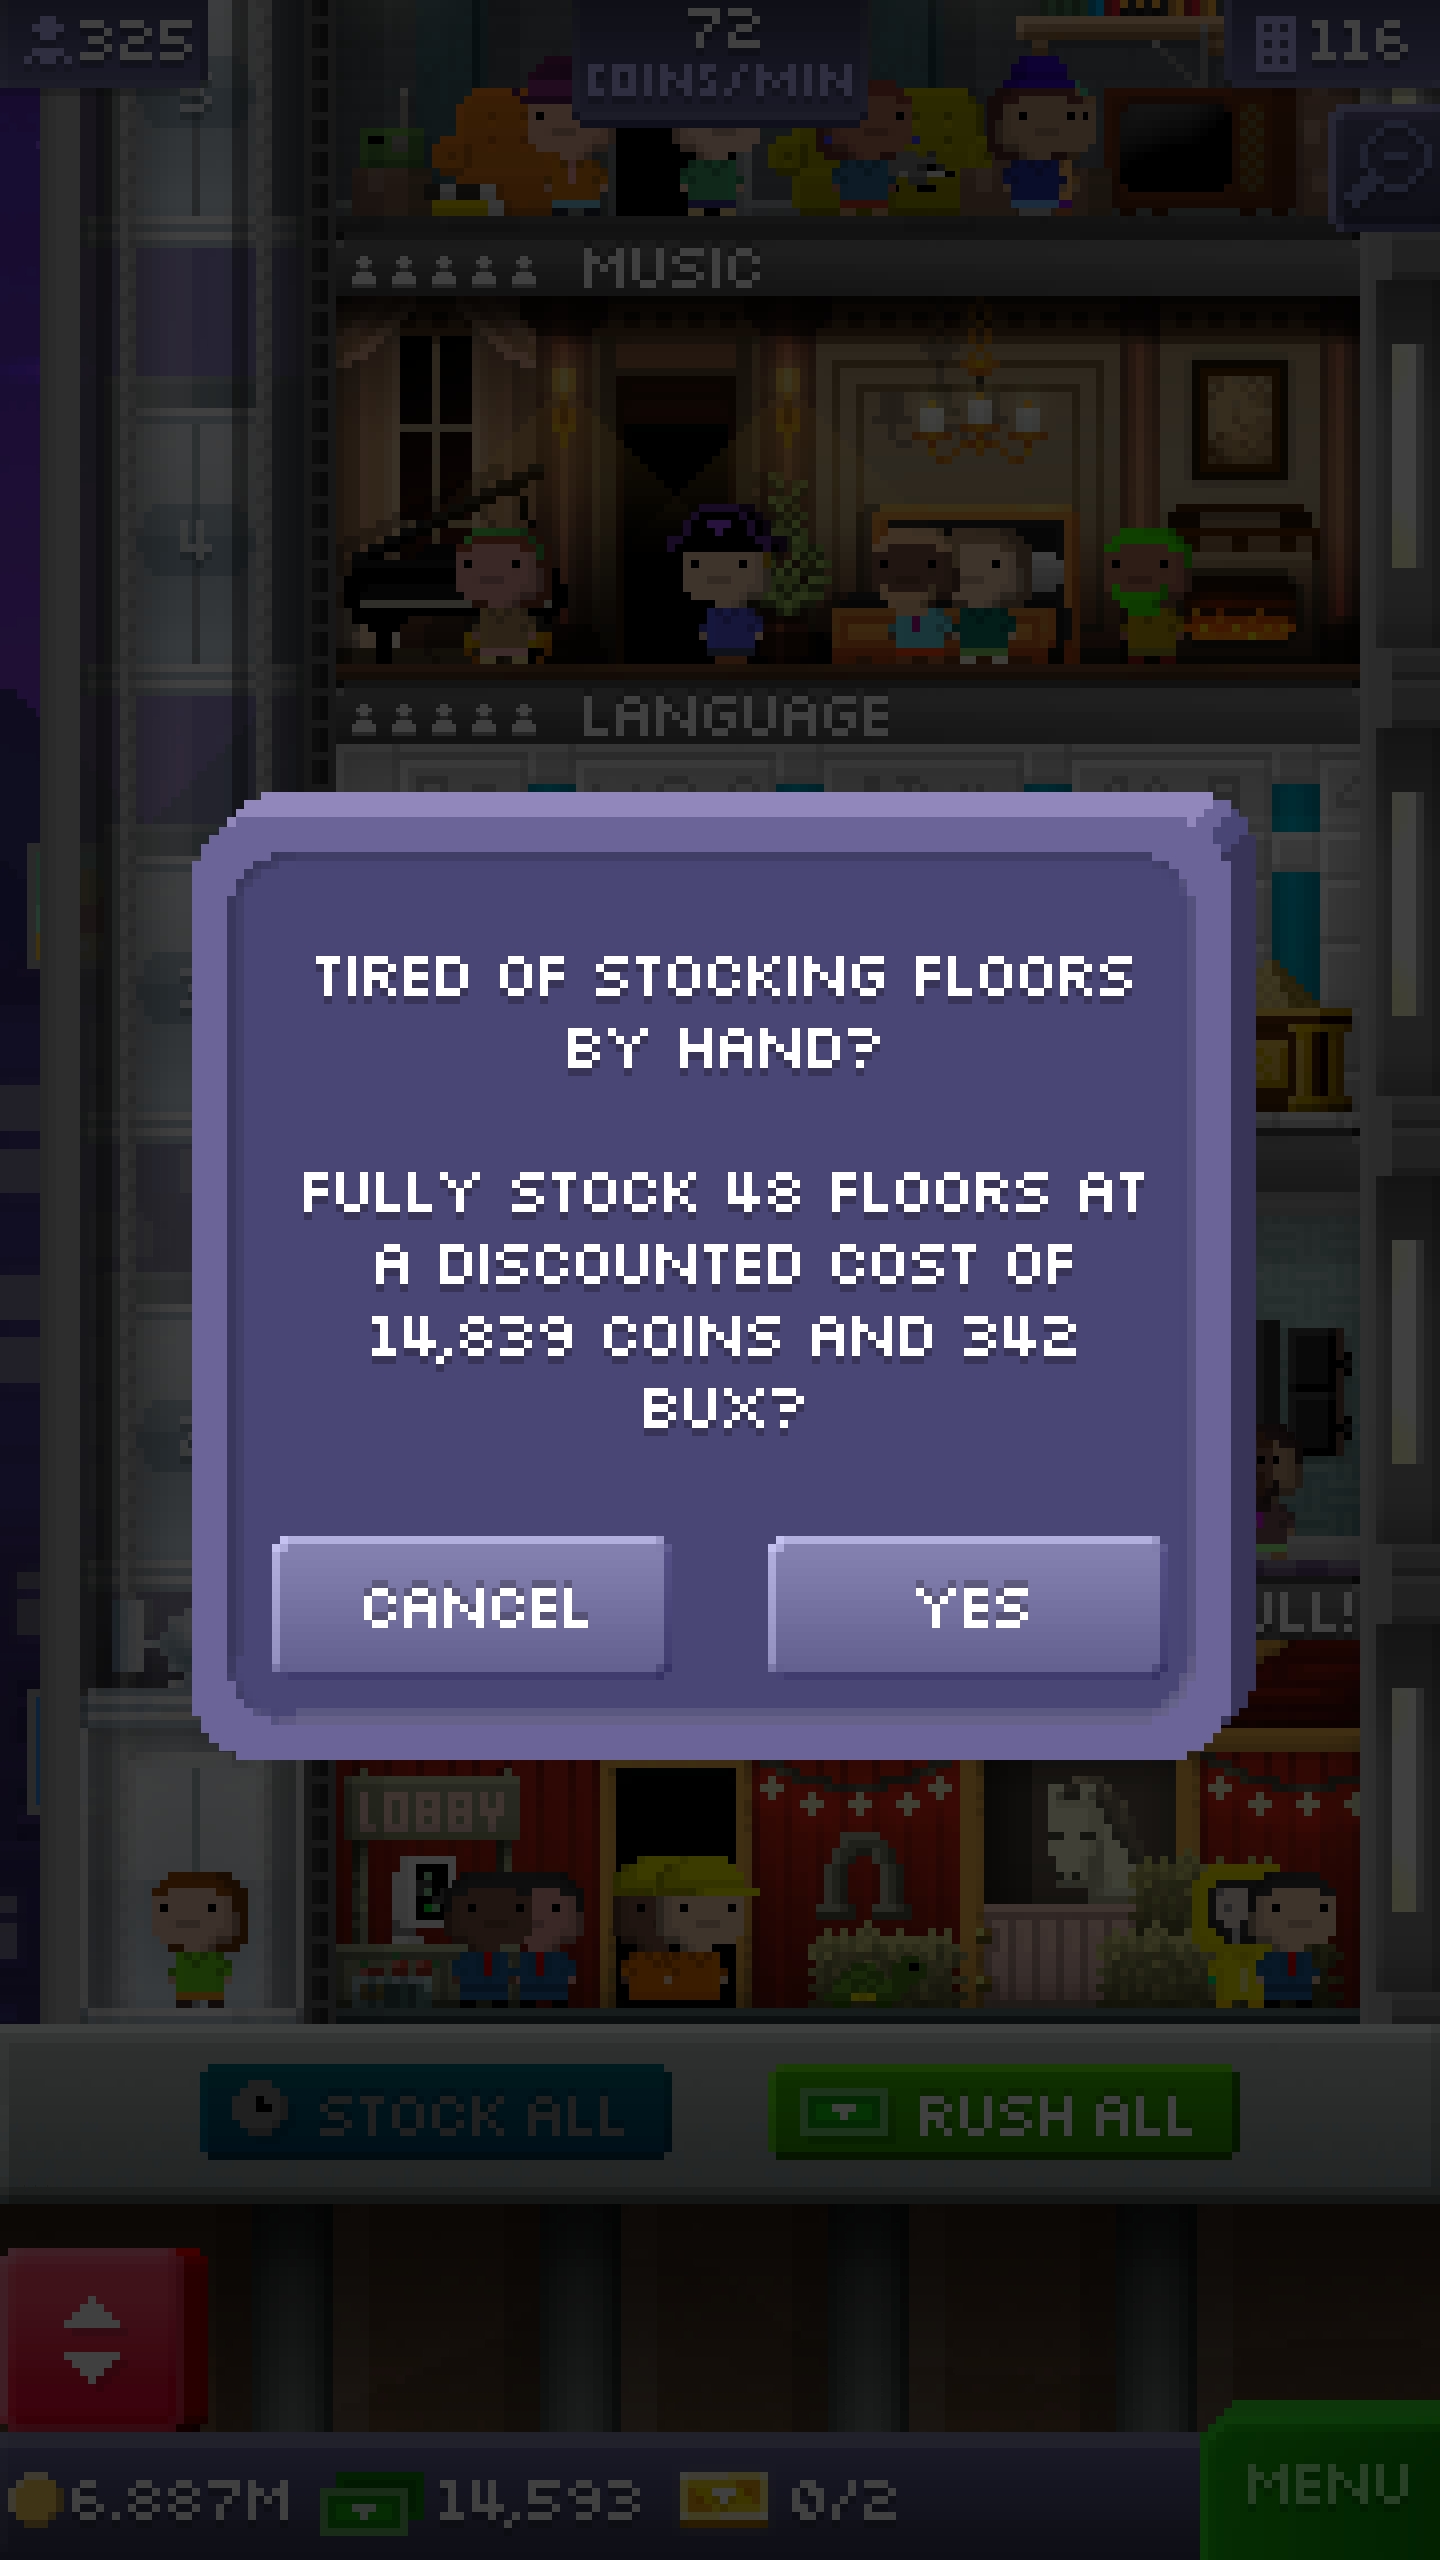 325
72
COINS/MIN
116
MUSIC
4
LANGUAGE
TIRED OF STOCKING FLOORS
BY HAND?
FULLY STOCK 48 FLOORS AT
A DISCOUNTED COST OF
14,839 COINS AND 342
BUX?
CANCEL
YES
LOBBY
STOCK ALL
RUSH ALL
6.887M
14,593
0/2
MENU